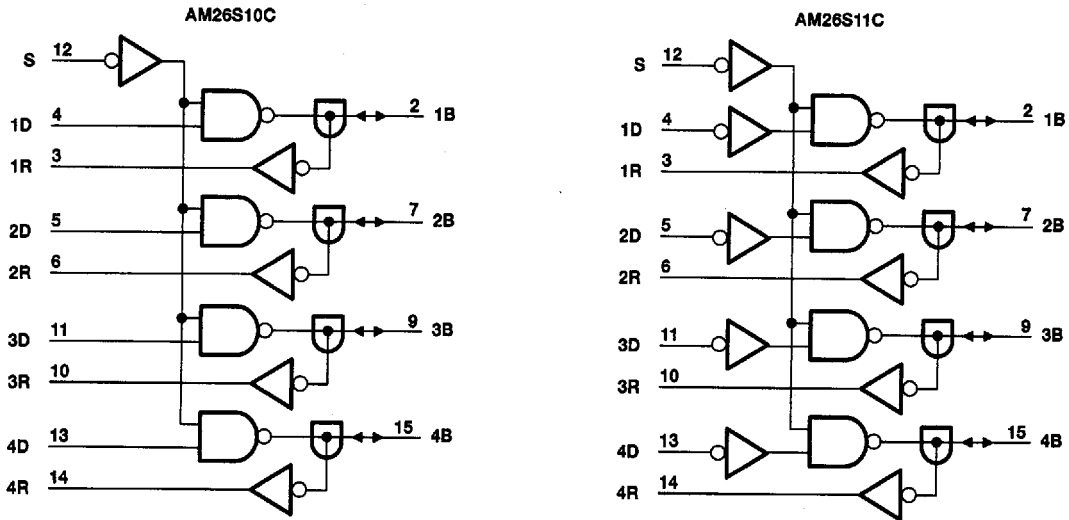 AM26S10C
S 12
2 1B
1D 4
1R 3
7 2B
2D 5
2R 6
9 3B
3D 11
3R 10
15 4B
4D 13
4R 14
AM26S11C
S 12
2 1B
1D 4
1R 3
7 2B
2D 5
2R 6
9 3B
3D 11
3R 10
15 4B
4D 13
4R 14